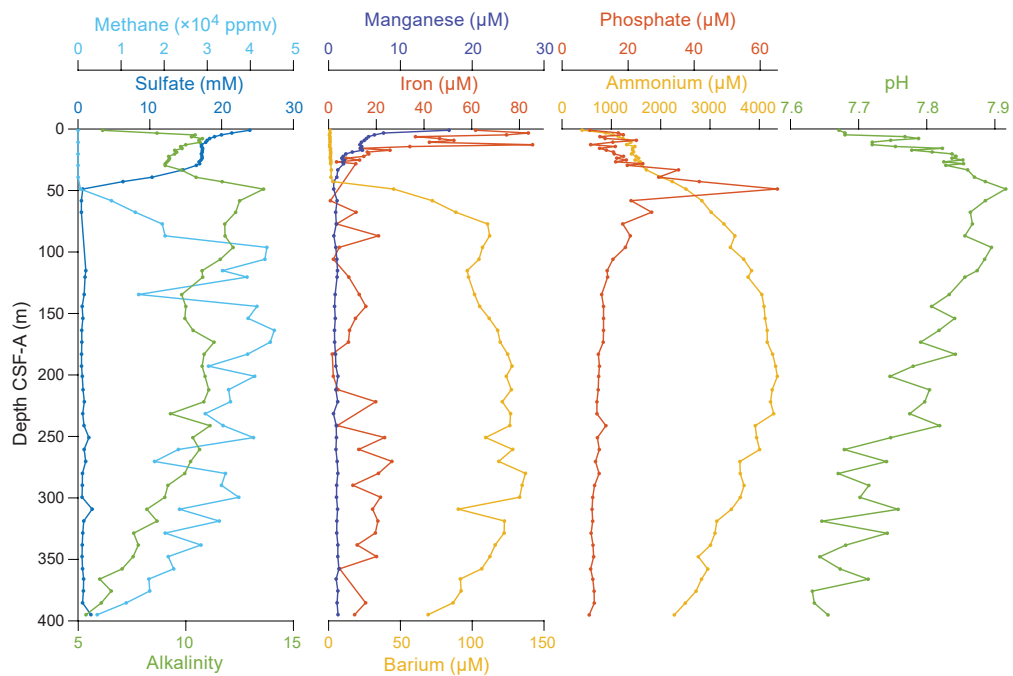 Methane (×10⁴ ppmv)
Manganese (µM)
Phosphate (µM)
0 1 2 3 4 5
0 10 20 30
0 20 40 60
Sulfate (mM)
Iron (µM)
Ammonium (µM)
pH
0 10 20 30
0 20 40 60 80
0 1000 2000 3000 4000
7.6 7.7 7.8 7.9
0
50
100
150
200
250
300
350
400
Depth CSF-A (m)
5 10 15
0 50 100 150
Alkalinity
Barium (µM)